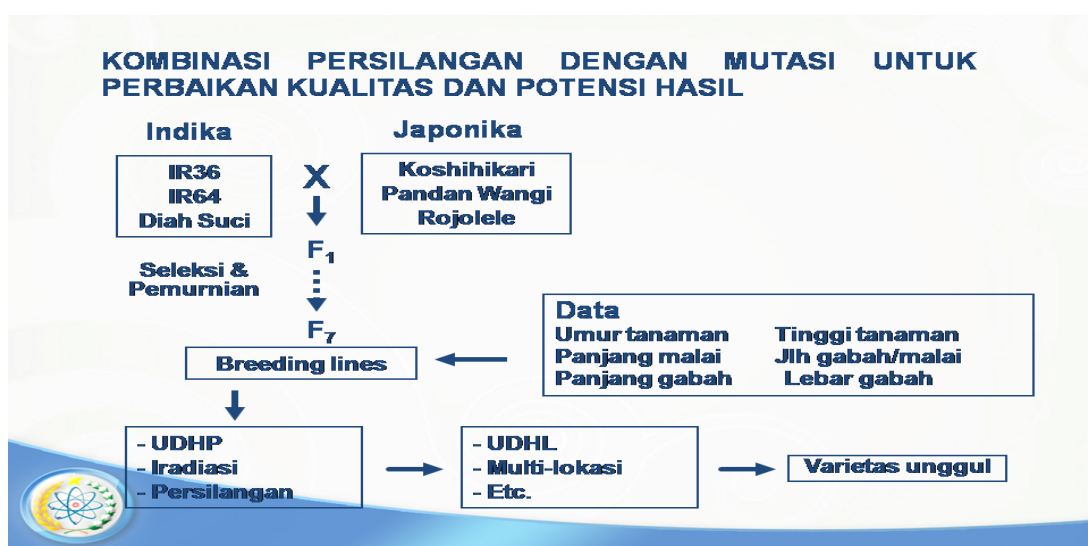 KOMBINASI PERSILANGAN DENGAN MUTASI UNTUK
PERBAIKAN KUALITAS DAN POTENSI HASIL
Indika
Japonika
IR36
IR64
Diah Suci
X
Koshihikari
Pandan Wangi
Rojolele
F₁
Seleksi &
Pemurnian
F₇
Breeding lines
Data
Umur tanaman Tinggi tanaman
Panjang malai Jlh gabah/malai
Panjang gabah Lebar gabah
- UDHP
- Iradiasi
- Persilangan
- UDHL
- Multi-lokasi
- Etc.
Varietas unggul